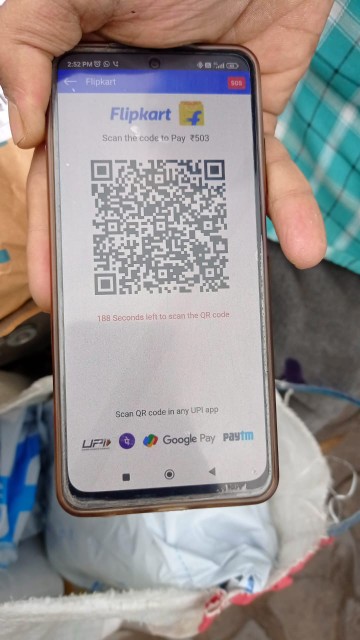 2:52 PM
Flipkart
SOS
Flipkart
Scan the code to Pay ₹503
188 Seconds left to scan the QR code
Scan QR code in any UPI app
UPI
Google Pay
paytm